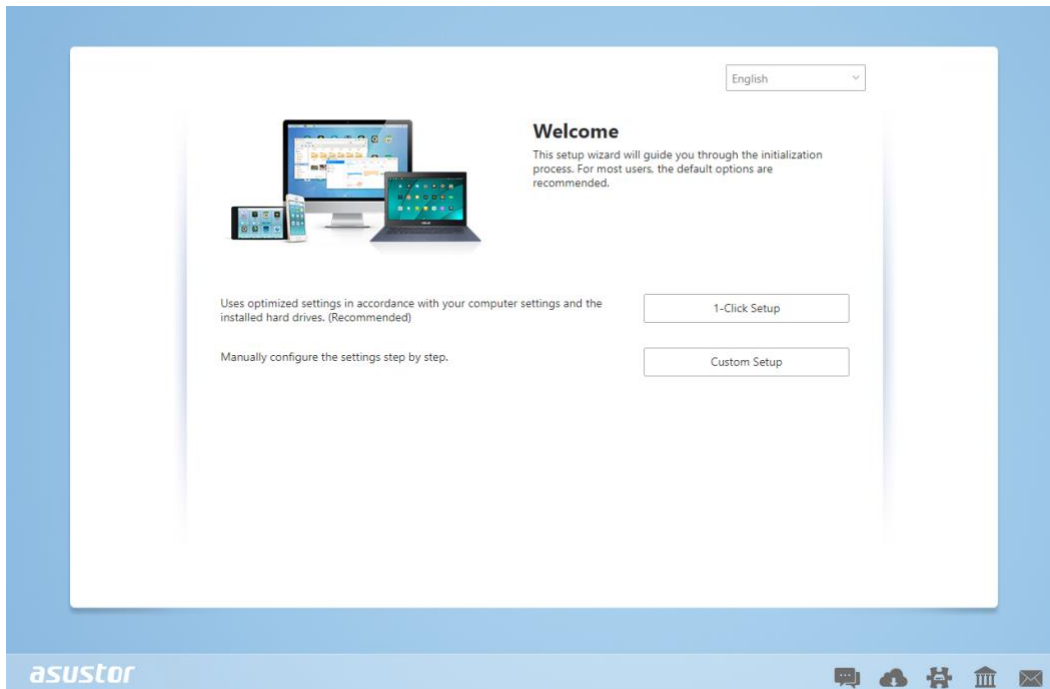 English
Welcome
This setup wizard will guide you through the initialization
process. For most users, the default options are
recommended.
Uses optimized settings in accordance with your computer settings and the
installed hard drives. (Recommended)
1-Click Setup
Manually configure the settings step by step.
Custom Setup
asustor